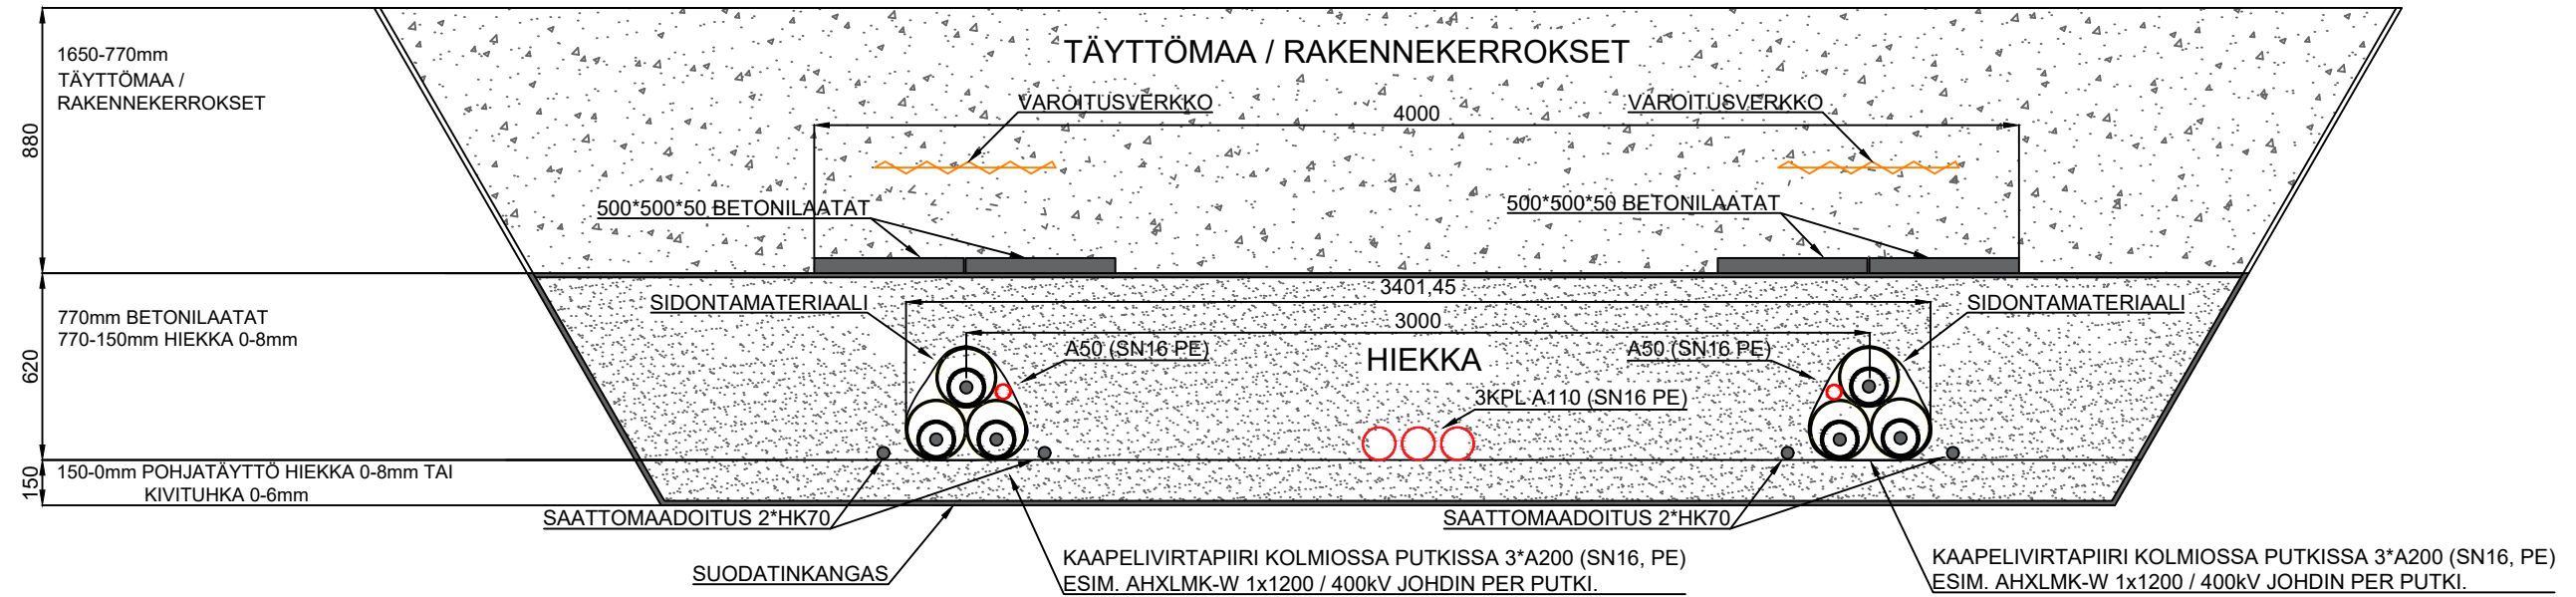 TÄYTTÖMAA / RAKENNEKERROKSET
1650-770mm
TÄYTTÖMAA /
RAKENNEKERROKSET
880
VAROITUSVERKKO
VAROITUSVERKKO
4000
500*500*50 BETONILAATAT
500*500*50 BETONILAATAT
3401,45
SIDONTAMATERIAALI
SIDONTAMATERIAALI
3000
770mm BETONILAATAT
770-150mm HIEKKA 0-8mm
620
A50 (SN16 PE)
HIEKKA
A50 (SN16 PE)
3KPL A110 (SN16 PE)
150
150-0mm POHJATÄYTTÖ HIEKKA 0-8mm TAI
KIVITUHKA 0-6mm
SAATTOMAADOITUS 2*HK70
SAATTOMAADOITUS 2*HK70
SUODATINKANGAS
KAAPELIVIRTAPIIRI KOLMIOSSA PUTKISSA 3*A200 (SN16, PE)
ESIM. AHXLMK-W 1x1200 / 400kV JOHDIN PER PUTKI.
KAAPELIVIRTAPIIRI KOLMIOSSA PUTKISSA 3*A200 (SN16, PE)
ESIM. AHXLMK-W 1x1200 / 400kV JOHDIN PER PUTKI.